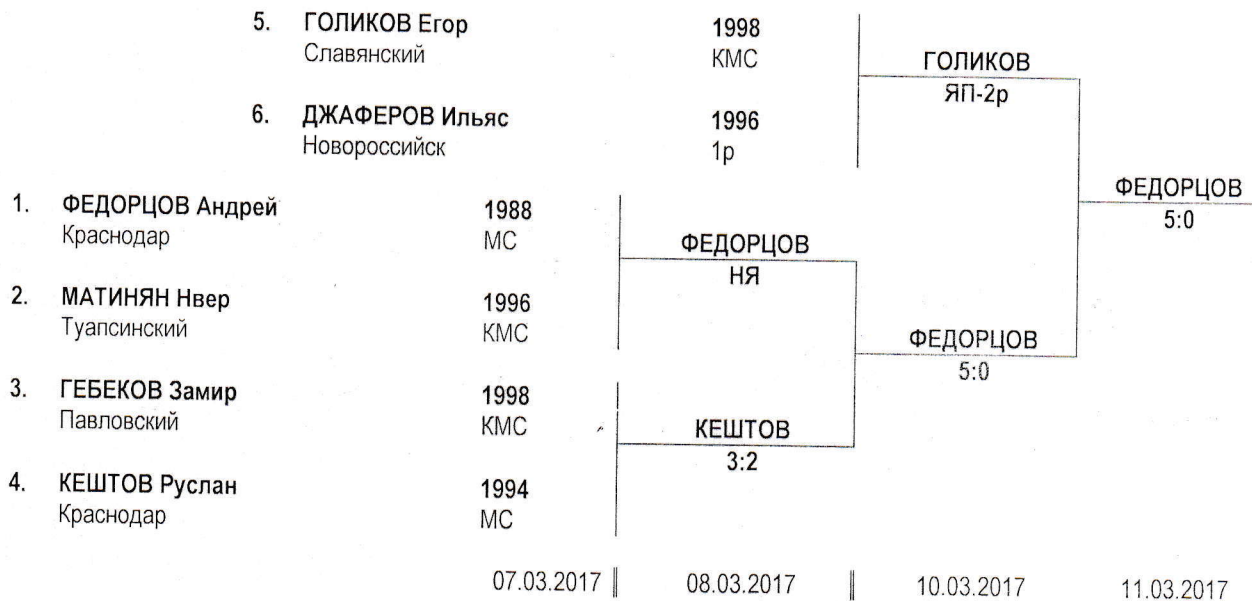 5. ГОЛИКОВ Егор 1998
Славянский КМС
ГОЛИКОВ
ЯП-2р
6. ДЖАФЕРОВ Ильяс 1996
Новороссийск 1р
ФЕДОРЦОВ
5:0
1. ФЕДОРЦОВ Андрей 1988
Краснодар МС
ФЕДОРЦОВ
НЯ
2. МАТИНЯН Нвер 1996
Туапсинский КМС
ФЕДОРЦОВ
5:0
3. ГЕБЕКОВ Замир 1998
Павловский КМС
КЕШТОВ
3:2
4. КЕШТОВ Руслан 1994
Краснодар МС
07.03.2017 08.03.2017 10.03.2017 11.03.2017